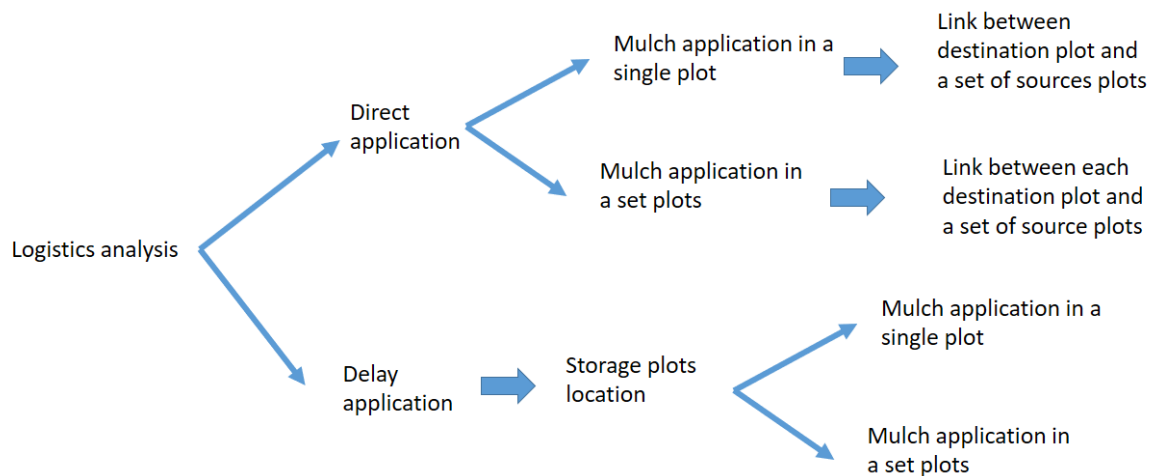 Mulch application in a
single plot
Link between
destination plot and
a set of sources plots
Direct
application
Mulch application in
a set plots
Link between each
destination plot and
a set of source plots
Logistics analysis
Delay
application
Storage plots
location
Mulch application in a
single plot
Mulch application in
a set plots